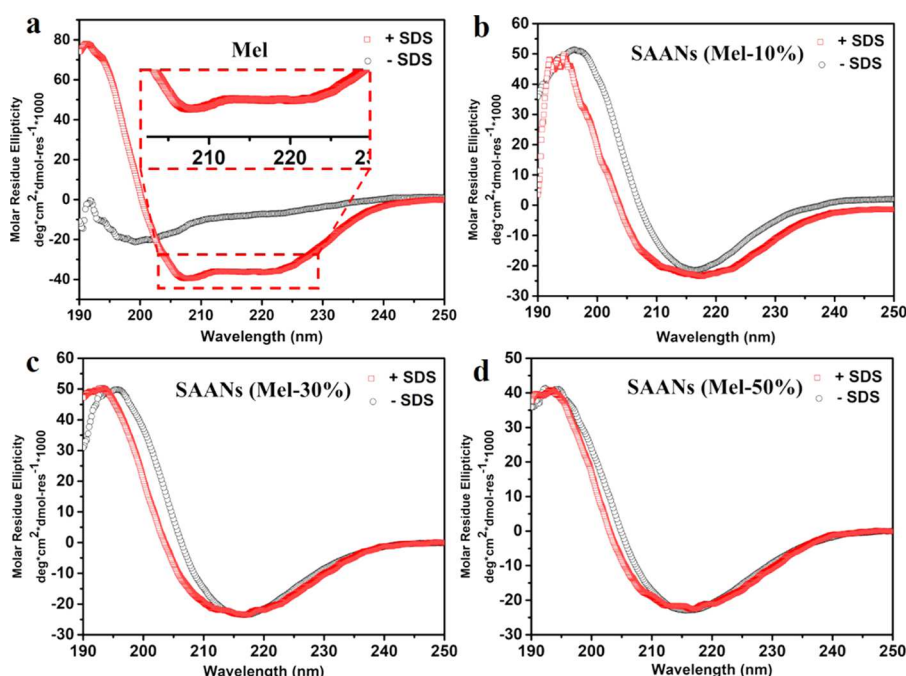 a
Mel
+ SDS
- SDS
210 220 23
Molar Residue Ellipticity
deg*cm²*dmol-res⁻¹*1000
80
60
40
20
0
-20
-40
-60
190 200 210 220 230 240 250
Wavelength (nm)
b
SAANs (Mel-10%)
+ SDS
- SDS
Molar Residue Ellipticity
deg*cm²*dmol-res⁻¹*1000
60
50
40
30
20
10
0
-10
-20
-30
190 200 210 220 230 240 250
Wavelength (nm)
c
SAANs (Mel-30%)
+ SDS
- SDS
Molar Residue Ellipticity
deg*cm²*dmol-res⁻¹*1000
60
50
40
30
20
10
0
-10
-20
-30
190 200 210 220 230 240 250
Wavelength (nm)
d
SAANs (Mel-50%)
+ SDS
- SDS
Molar Residue Ellipticity
deg*cm²*dmol-res⁻¹*1000
50
40
30
20
10
0
-10
-20
-30
190 200 210 220 230 240 250
Wavelength (nm)